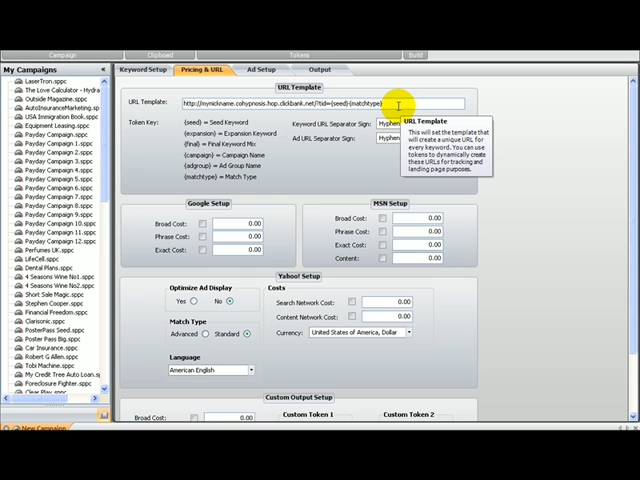 Campaign Clipboard Tokens Build
My Campaigns
Keyword Setup Pricing & URL Ad Setup Output
LaserTron.sppc
The Love Calculator - Hydra
Outside Magazine.sppc
AutoInsuranceMarketing.sppc
USA Immigration Book.sppc
Payday Campaign.sppc
Payday Campaign 1.sppc
Payday Campaign 2.sppc
Payday Campaign 3.sppc
Payday Campaign 4.sppc
Payday Campaign 5.sppc
Payday Campaign 6.sppc
Payday Campaign 7.sppc
Payday Campaign 8.sppc
Payday Campaign 9.sppc
Payday Campaign 10.sppc
Payday Campaign 11.sppc
Payday Campaign 12.sppc
Perfumes UK.sppc
LifeCell.sppc
Dental Plans.sppc
4 Seasons Wine No1.sppc
4 Seasons Wine No2.sppc
Short Sale Magic.sppc
Stephen Cooper.sppc
Financial Freedom.sppc
Clarisonic.sppc
PosterPass Seed.sppc
Poster Pass Big.sppc
Car Insurance.sppc
Robert G Allen.sppc
Tobi Machine.sppc
My Credit Tree Auto Loan.sppc
Foreclosure Fighter.sppc
Clear Play.sppc
URL Template
URL Template: http://mynickname.cohypnosis.hop.clickbank.net/?tid={seed}{matchtype}
Token Key: {seed} = Seed Keyword
{expansion} = Expansion Keyword
{final} = Final Keyword Mix
{campaign} = Campaign Name
{adgroup} = Ad Group Name
{matchtype} = Match Type
Keyword URL Separator Sign: Hyphen
Ad URL Separator Sign: Hyphen
URL Template
This will set the template that
will create a unique URL for
every keyword. You can use
tokens to dynamically create
these URLs for tracking and
landing page purposes.
Google Setup
Broad Cost: 0.00
Phrase Cost: 0.00
Exact Cost: 0.00
MSN Setup
Broad Cost: 0.00
Phrase Cost: 0.00
Exact Cost: 0.00
Content: 0.00
Yahoo! Setup
Optimize Ad Display
Yes No
Match Type
Advanced Standard
Language
American English
Costs
Search Network Cost: 0.00
Content Network Cost: 0.00
Currency: United States of America, Dollar
Custom Output Setup
Broad Cost: 0.00
Custom Token 1 Custom Token 2
New Campaign